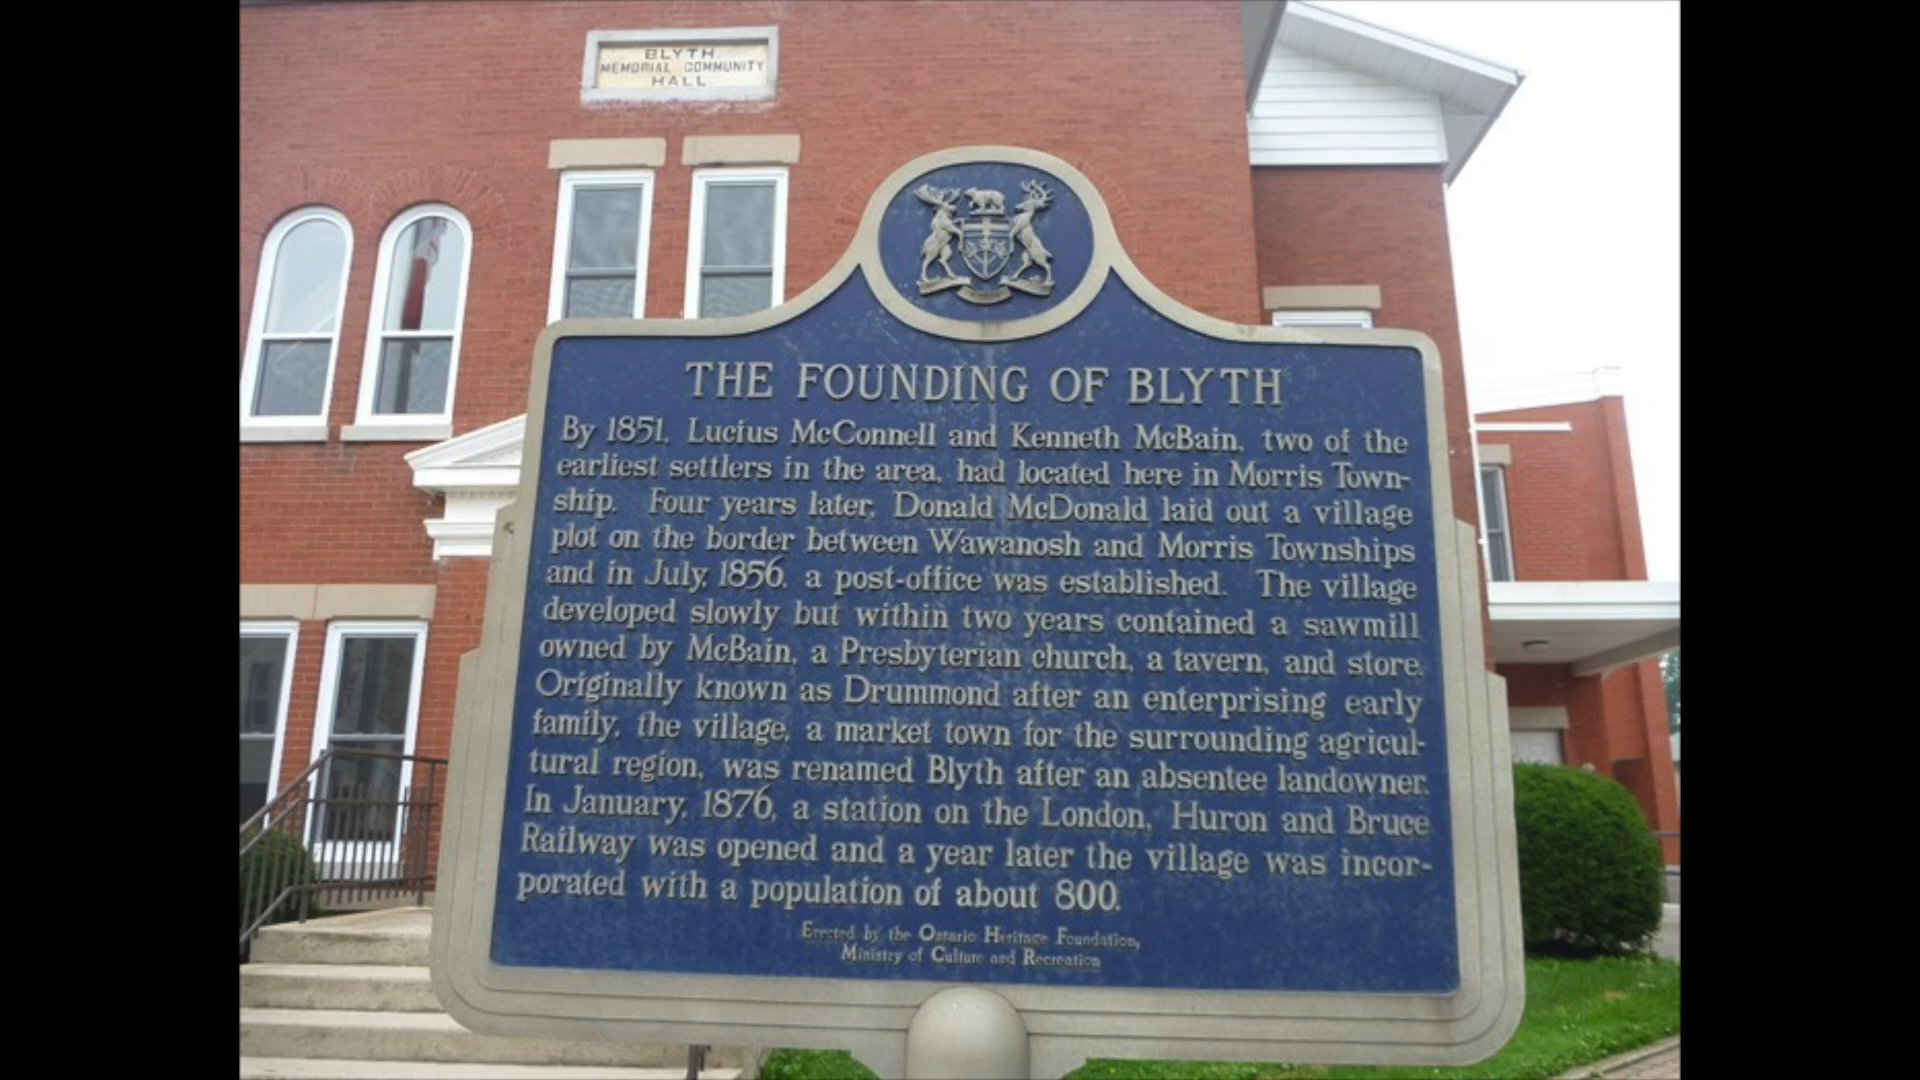 BLYTH
MEMORIAL COMMUNITY
HALL
THE FOUNDING OF BLYTH
By 1851, Lucius McConnell and Kenneth McBain, two of the
earliest settlers in the area, had located here in Morris Town-
ship. Four years later, Donald McDonald laid out a village
plot on the border between Wawanosh and Morris Townships
and in July, 1856, a post-office was established. The village
developed slowly but within two years contained a sawmill
owned by McBain, a Presbyterian church, a tavern, and store.
Originally known as Drummond after an enterprising early
family, the village, a market town for the surrounding agricul-
tural region, was renamed Blyth after an absentee landowner.
In January, 1876, a station on the London, Huron and Bruce
Railway was opened and a year later the village was incor-
porated with a population of about 800.
Erected by the Ontario Heritage Foundation,
Ministry of Culture and Recreation